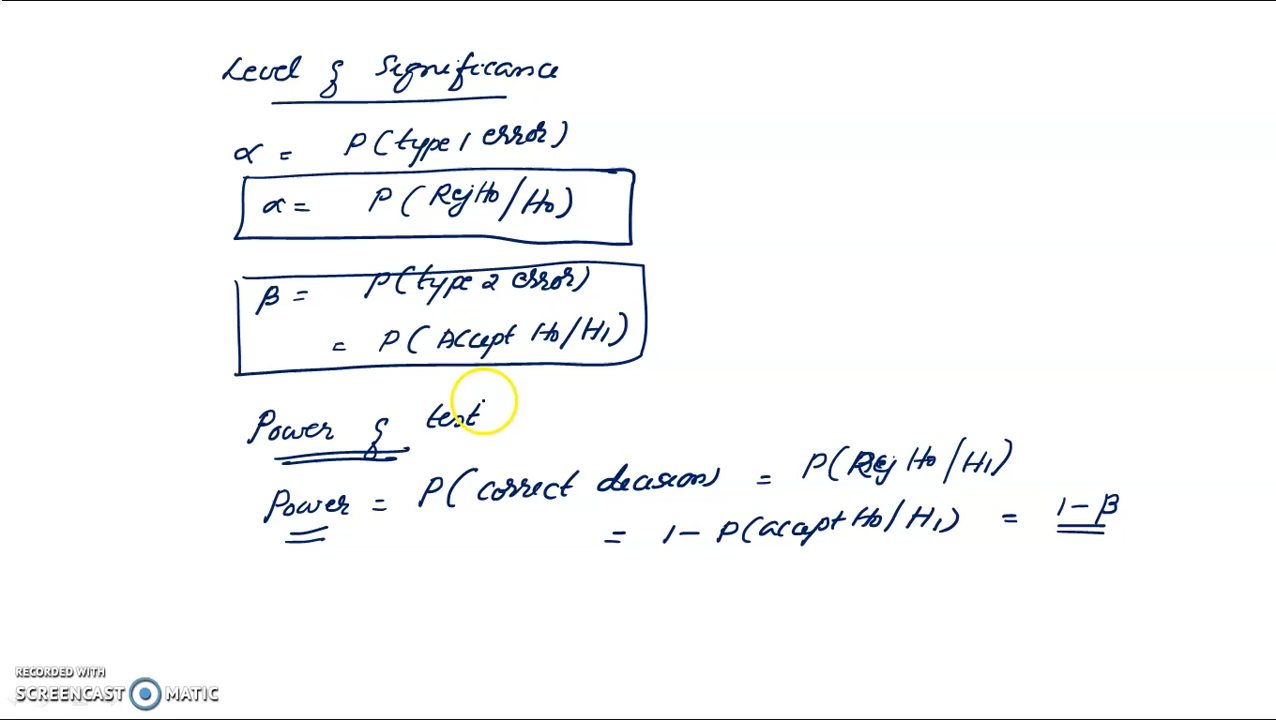 Level of Significance
α = P(type 1 error)
α = P(Rej H0/H0)
β = P(type 2 error)
= P(Accept H0/H1)
Power of test
Power = P(correct decision) = P(Rej H0/H1)
= 1 - P(accept H0/H1) = 1-β
RECORDED WITH
SCREENCAST MATIC